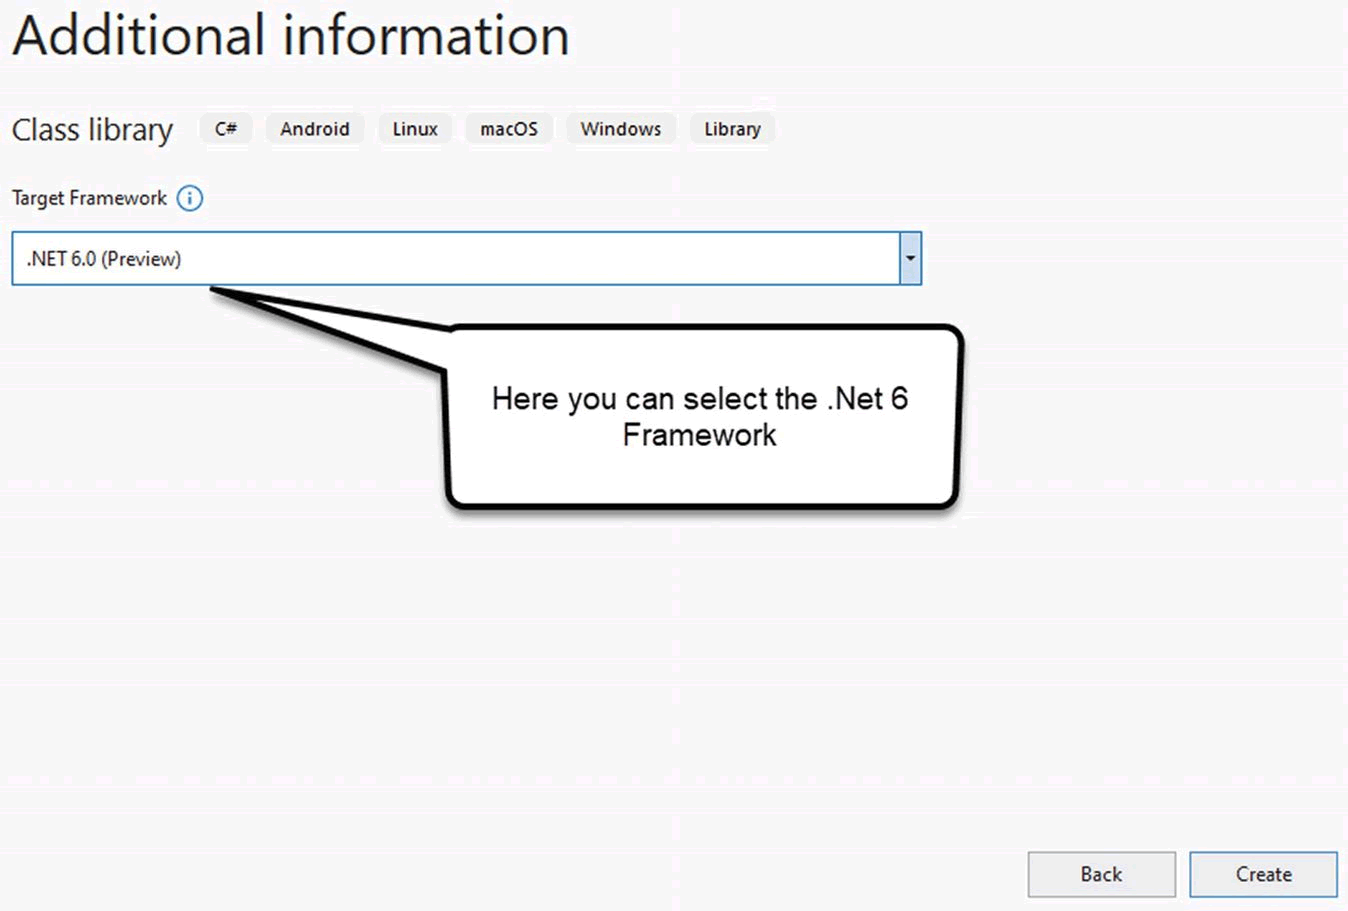 Additional information
Class library C# Android Linux macOS Windows Library
Target Framework
.NET 6.0 (Preview)
Here you can select the .Net 6
Framework
Back Create